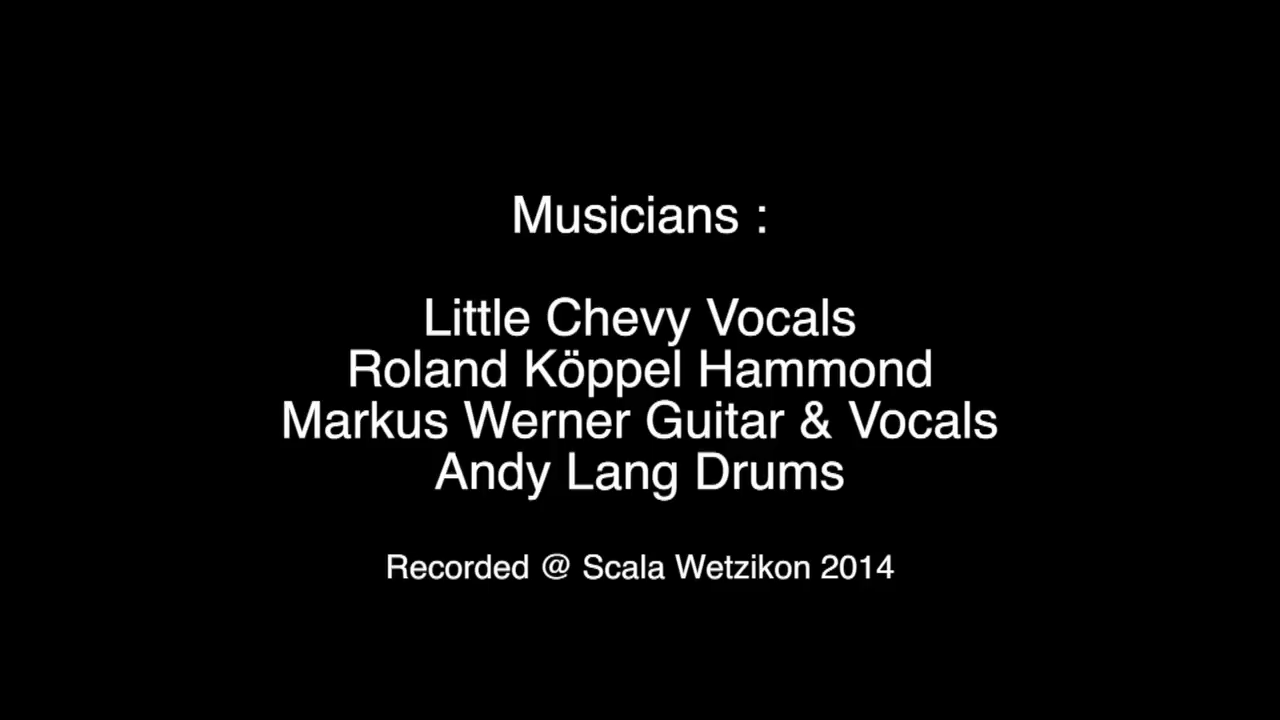 Musicians :
Little Chevy Vocals
Roland Köppel Hammond
Markus Werner Guitar & Vocals
Andy Lang Drums
Recorded @ Scala Wetzikon 2014